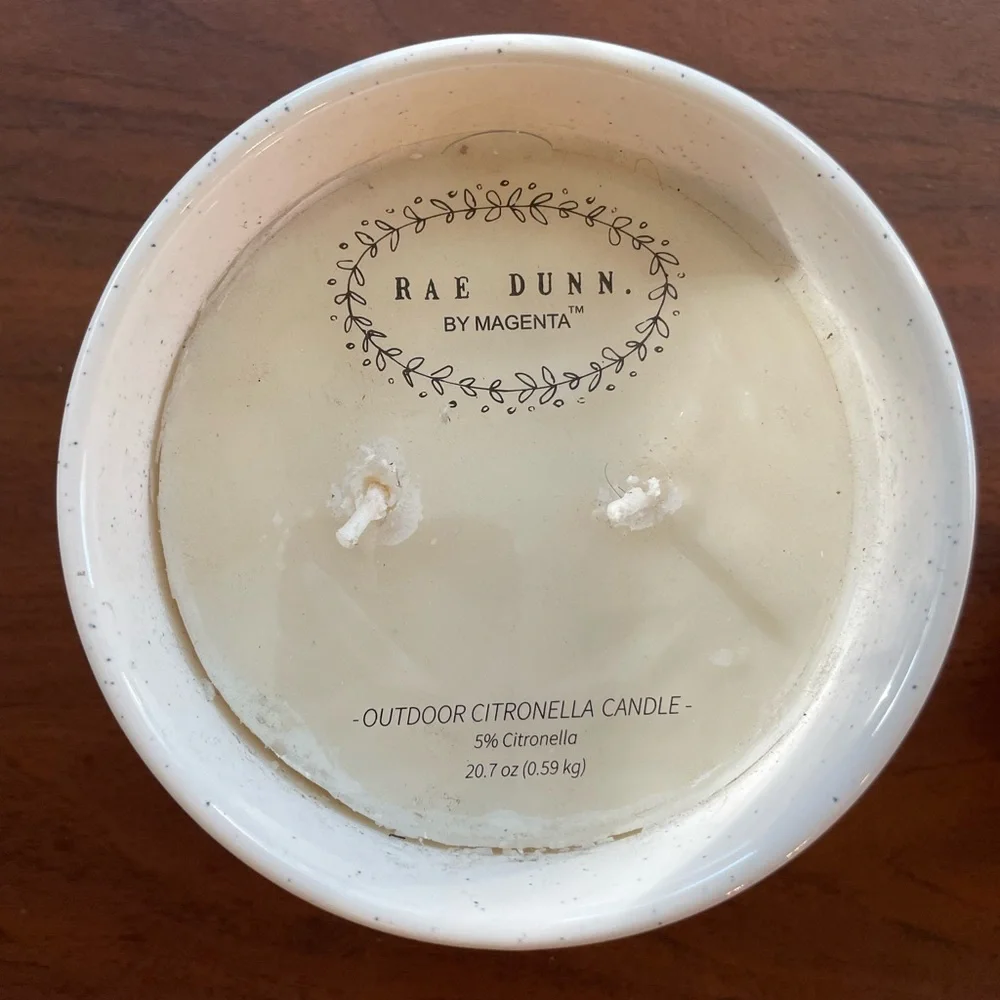 RAE DUNN.
BY MAGENTA™
-OUTDOOR CITRONELLA CANDLE-
5% Citronella
20.7 oz (0.59 kg)